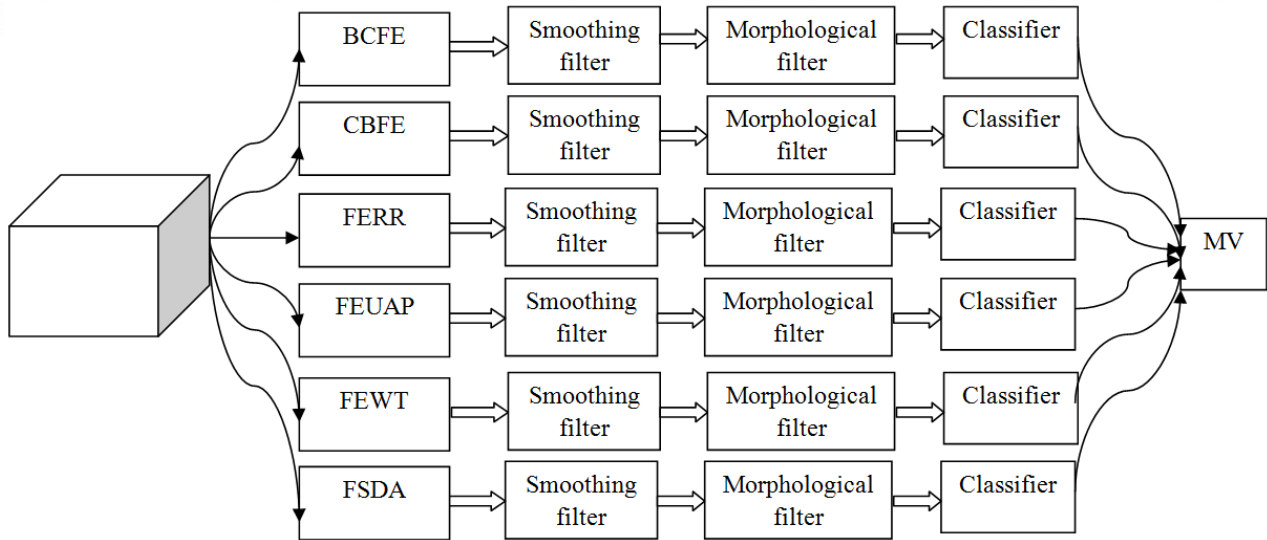 BCFE
Smoothing
filter
Morphological
filter
Classifier
CBFE
Smoothing
filter
Morphological
filter
Classifier
FERR
Smoothing
filter
Morphological
filter
Classifier
MV
FEUAP
Smoothing
filter
Morphological
filter
Classifier
FEWT
Smoothing
filter
Morphological
filter
Classifier
FSDA
Smoothing
filter
Morphological
filter
Classifier